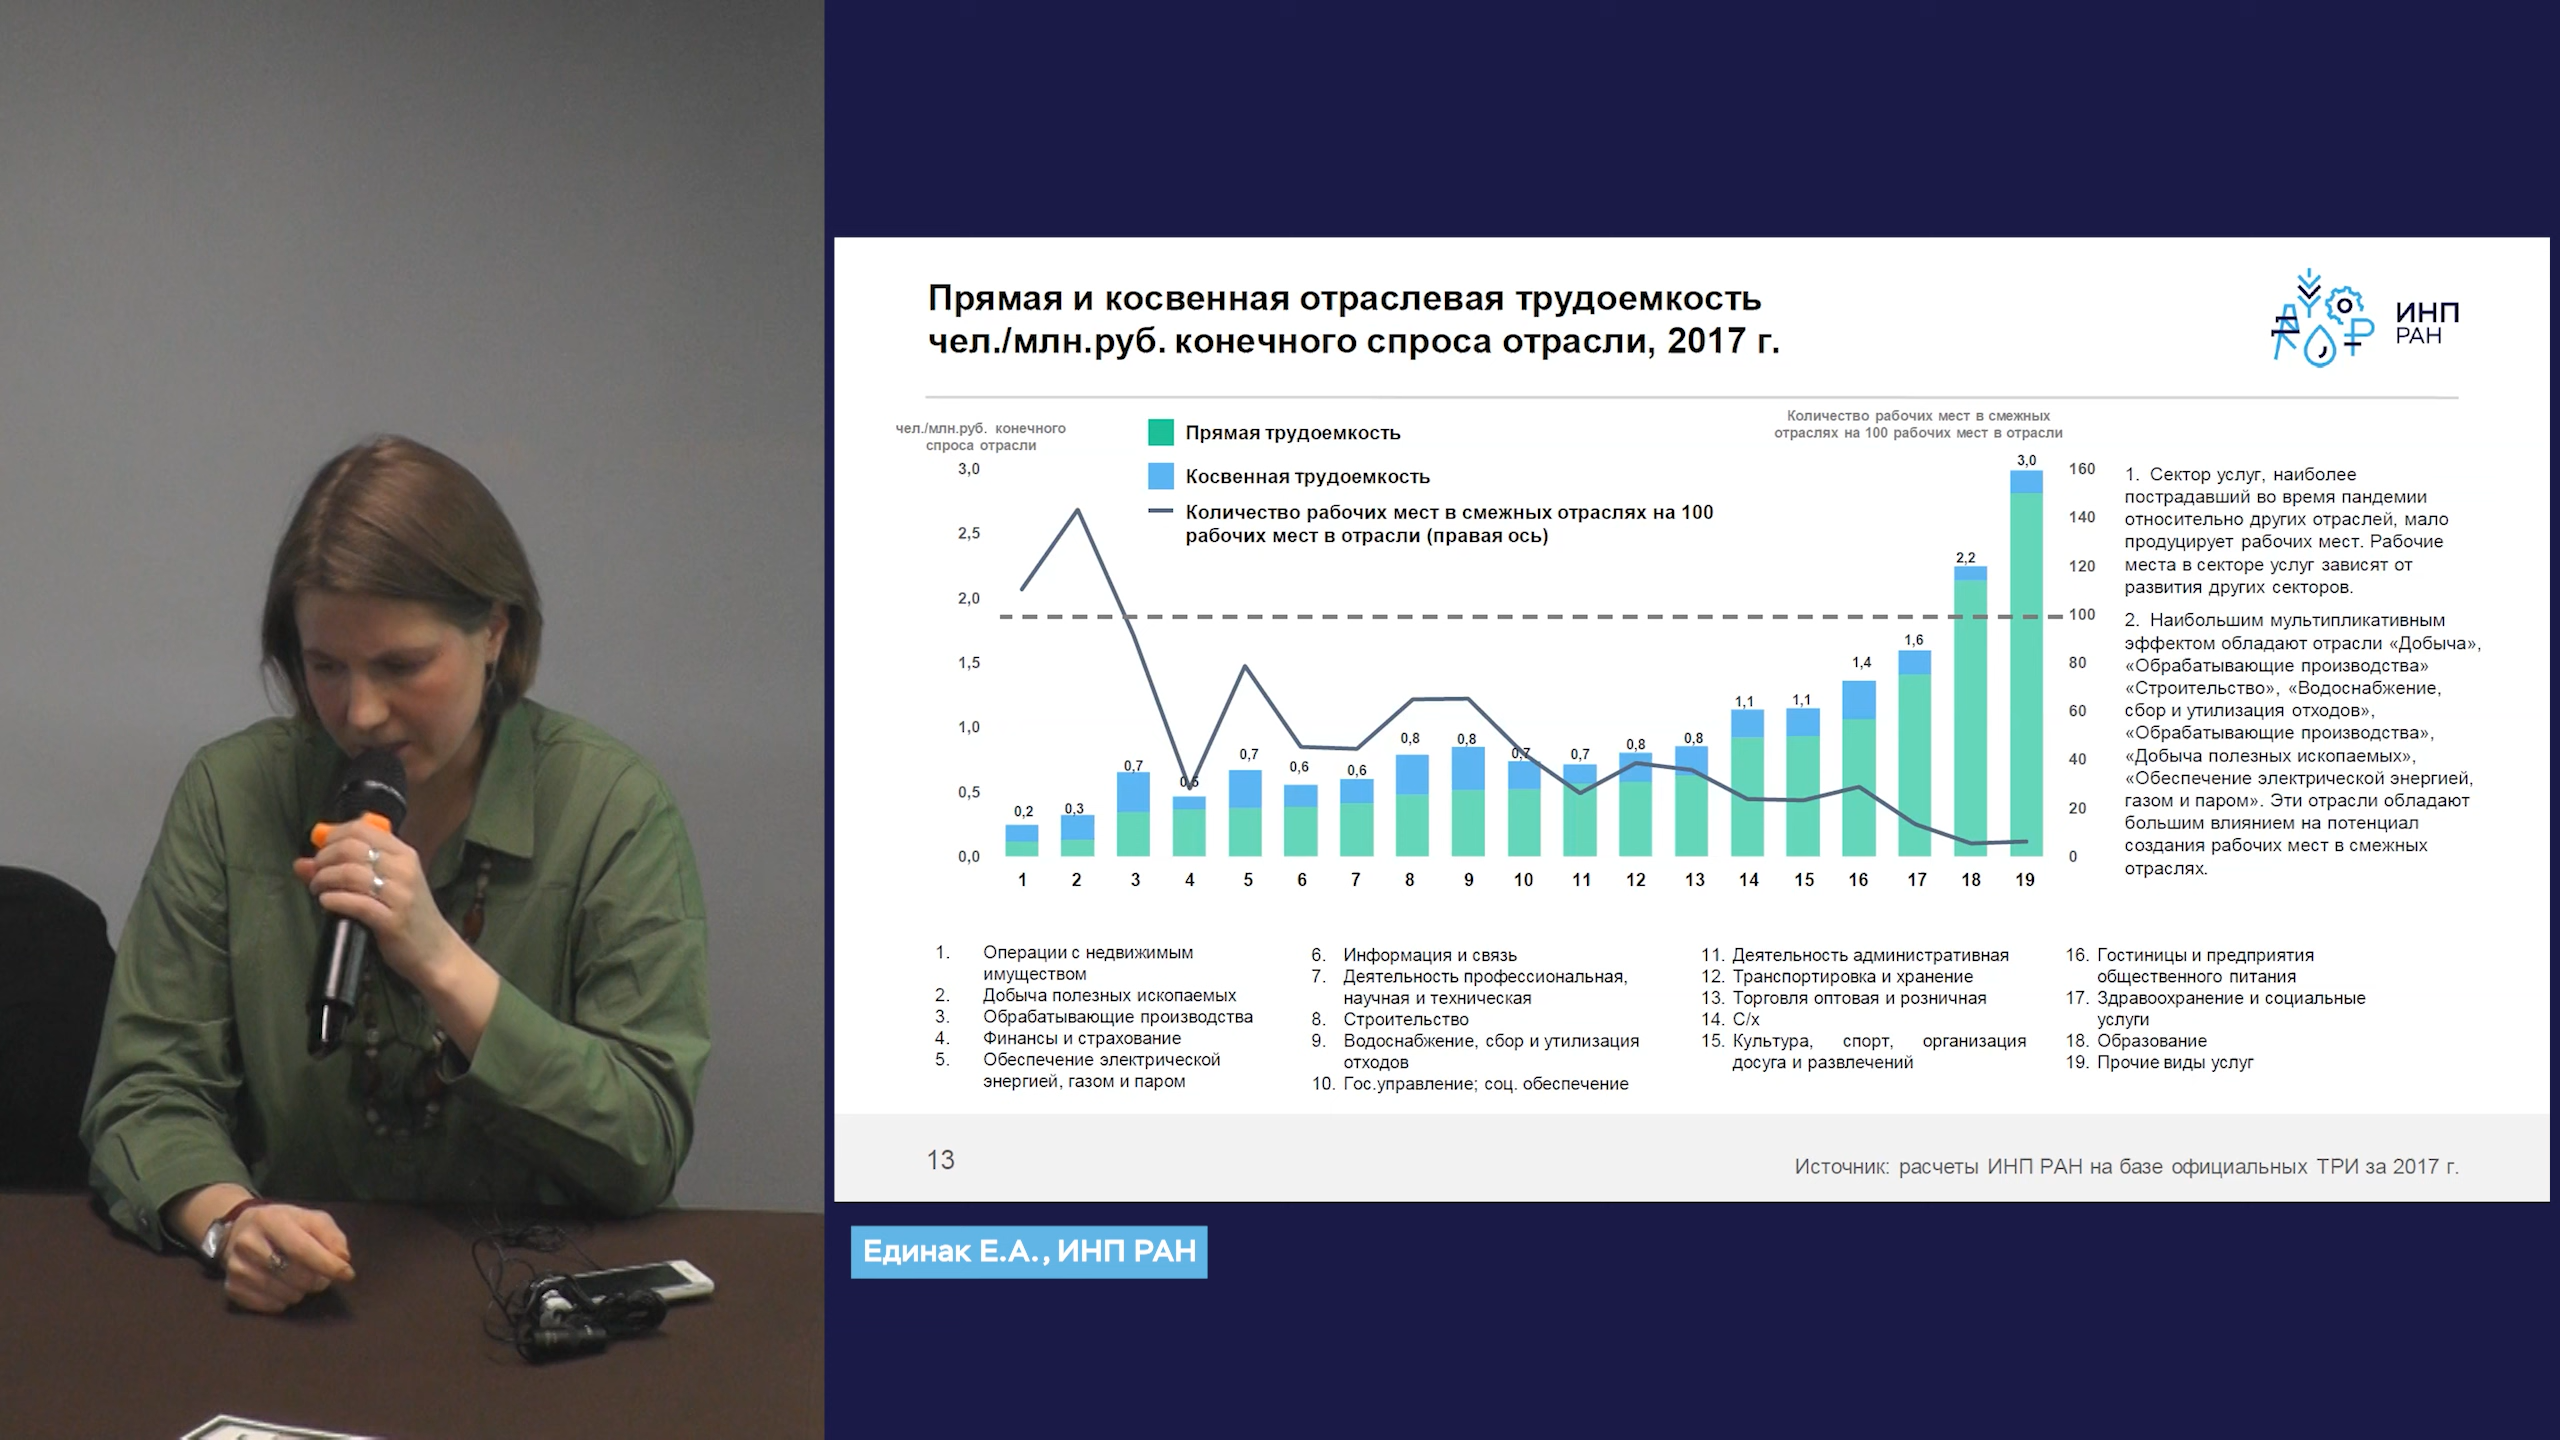 Прямая и косвенная отраслевая трудоемкость
чел./млн.руб. конечного спроса отрасли, 2017 г.
ИНП
РАН
чел./млн.руб. конечного
спроса отрасли
Прямая трудоемкость
Косвенная трудоемкость
Количество рабочих мест в смежных отраслях на 100
рабочих мест в отрасли (правая ось)
Количество рабочих мест в смежных
отраслях на 100 рабочих мест в отрасли
3,0
2,5
2,0
1,5
1,0
0,5
0,0
0,2
0,3
0,7
0,5
0,7
0,6
0,6
0,8
0,8
0,7
0,7
0,8
0,8
1,1
1,1
1,4
1,6
2,2
3,0
160
140
120
100
80
60
40
20
0
1 2 3 4 5 6 7 8 9 10 11 12 13 14 15 16 17 18 19
1. Сектор услуг, наиболее
пострадавший во время пандемии
относительно других отраслей, мало
продуцирует рабочих мест. Рабочие
места в секторе услуг зависят от
развития других секторов.
2. Наибольшим мультипликативным
эффектом обладают отрасли «Добыча»,
«Обрабатывающие производства»
«Строительство», «Водоснабжение,
сбор и утилизация отходов»,
«Обрабатывающие производства»,
«Добыча полезных ископаемых»,
«Обеспечение электрической энергией,
газом и паром». Эти отрасли обладают
большим влиянием на потенциал
создания рабочих мест в смежных
отраслях.
1. Операции с недвижимым
имуществом
2. Добыча полезных ископаемых
3. Обрабатывающие производства
4. Финансы и страхование
5. Обеспечение электрической
энергией, газом и паром
6. Информация и связь
7. Деятельность профессиональная,
научная и техническая
8. Строительство
9. Водоснабжение, сбор и утилизация
отходов
10. Гос.управление; соц. обеспечение
11. Деятельность административная
12. Транспортировка и хранение
13. Торговля оптовая и розничная
14. С/х
15. Культура, спорт, организация
досуга и развлечений
16. Гостиницы и предприятия
общественного питания
17. Здравоохранение и социальные
услуги
18. Образование
19. Прочие виды услуг
13
Источник: расчеты ИНП РАН на базе официальных ТРИ за 2017 г.
Единак Е.А., ИНП РАН